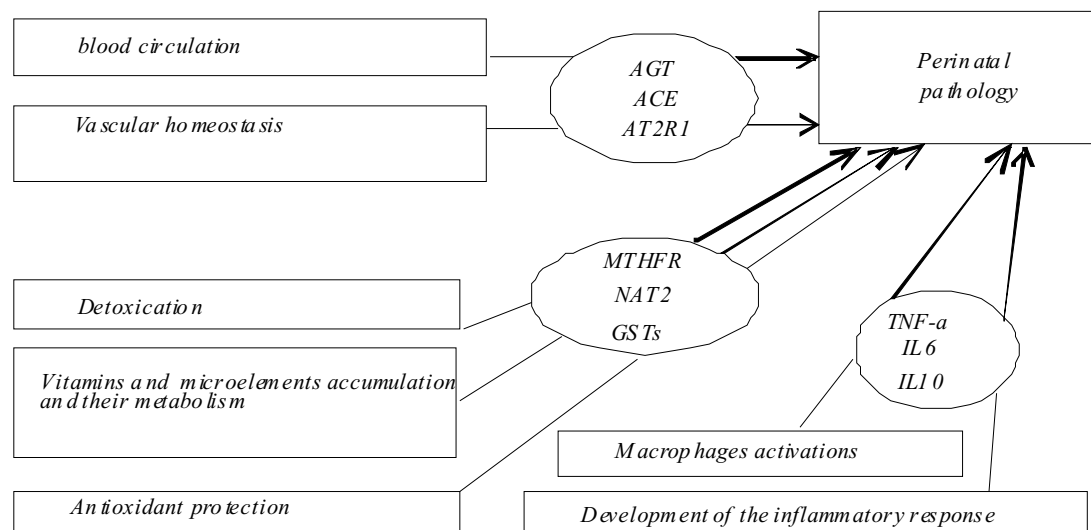 blood circulation
AGT
ACE
AT2R1
Perinatal
pathology
Vascular homeostasis
MTHFR
NAT2
GSTs
Detoxication
TNF-a
IL6
IL10
Vitamins and microelements accumulation
and their metabolism
Macrophages activations
Antioxidant protection
Development of the inflammatory response